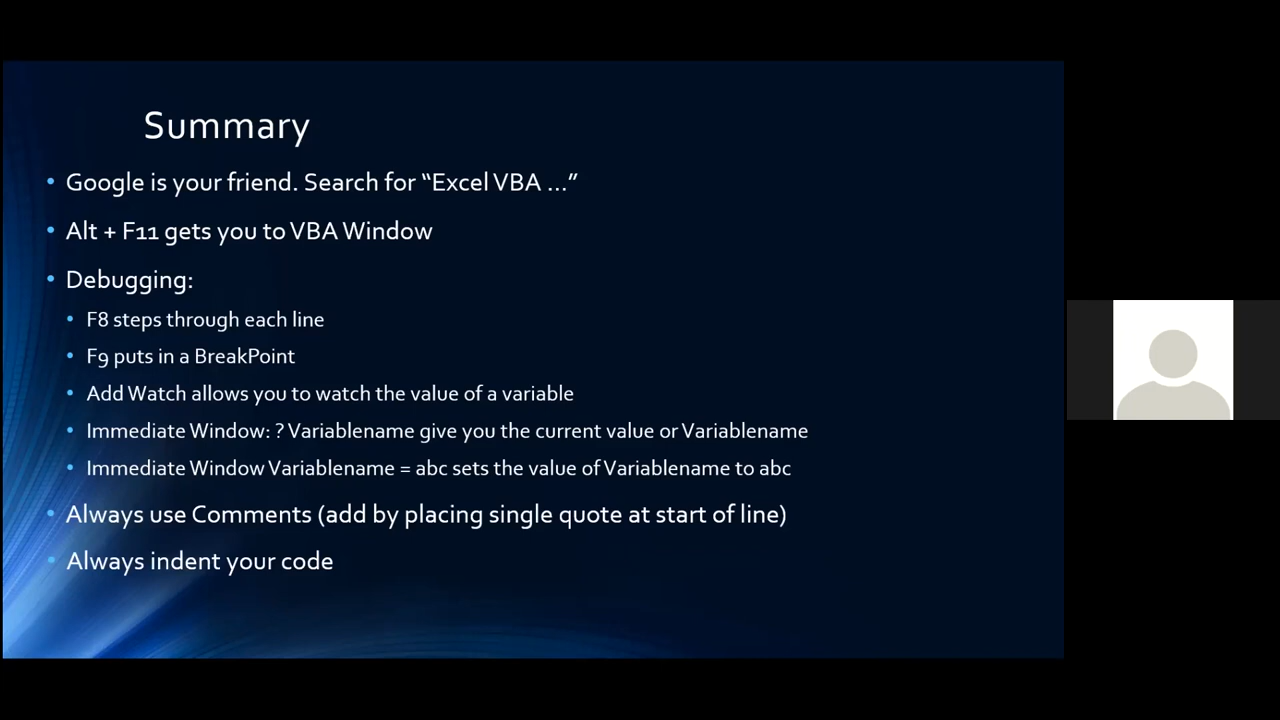 Summary
• Google is your friend. Search for “Excel VBA ...”
• Alt + F11 gets you to VBA Window
• Debugging:
• F8 steps through each line
• F9 puts in a BreakPoint
• Add Watch allows you to watch the value of a variable
• Immediate Window: ? Variablename give you the current value or Variablename
• Immediate Window Variablename = abc sets the value of Variablename to abc
• Always use Comments (add by placing single quote at start of line)
• Always indent your code